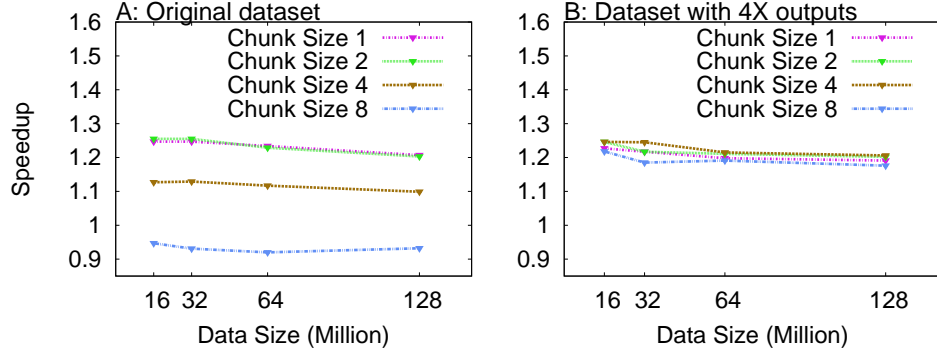 A: Original dataset
1.6
1.5
1.4
1.3
1.2
1.1
1
0.9
Speedup
Chunk Size 1
Chunk Size 2
Chunk Size 4
Chunk Size 8
16 32 64 128
Data Size (Million)
B: Dataset with 4X outputs
1.6
1.5
1.4
1.3
1.2
1.1
1
0.9
Chunk Size 1
Chunk Size 2
Chunk Size 4
Chunk Size 8
16 32 64 128
Data Size (Million)